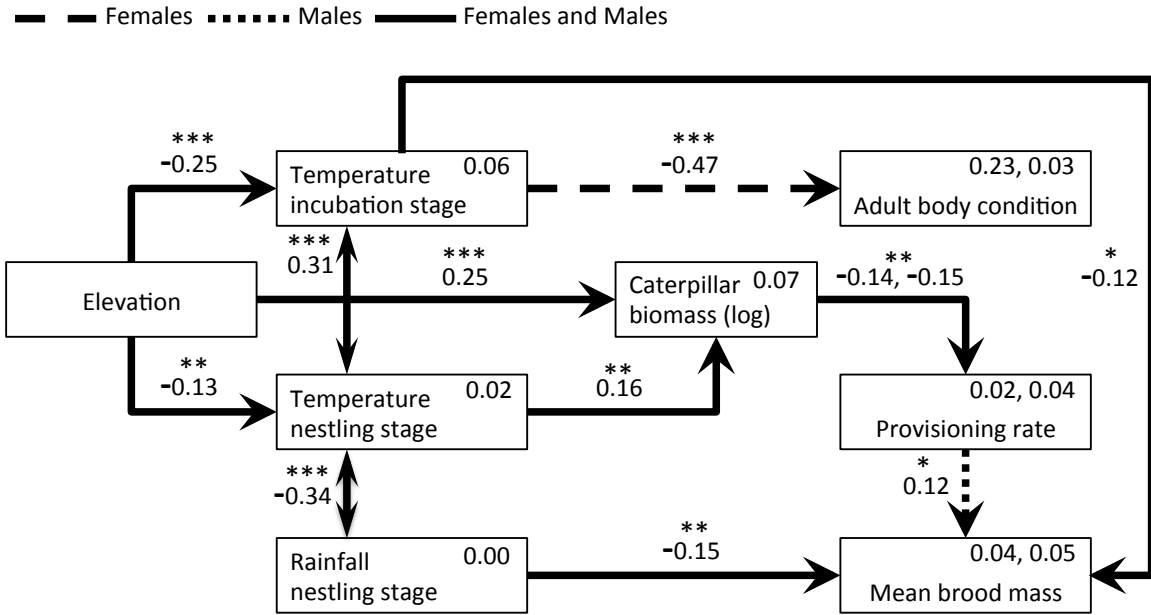 Females Males Females and Males
***
-0.25
Temperature
incubation stage
0.06
***
-0.47
0.23, 0.03
Adult body condition
***
0.31
***
0.25
Elevation
Caterpillar
biomass (log)
0.07
**
-0.14, -0.15
*
-0.12
**
-0.13
Temperature
nestling stage
0.02
**
0.16
0.02, 0.04
Provisioning rate
***
-0.34
*
0.12
Rainfall
nestling stage
0.00
**
-0.15
0.04, 0.05
Mean brood mass